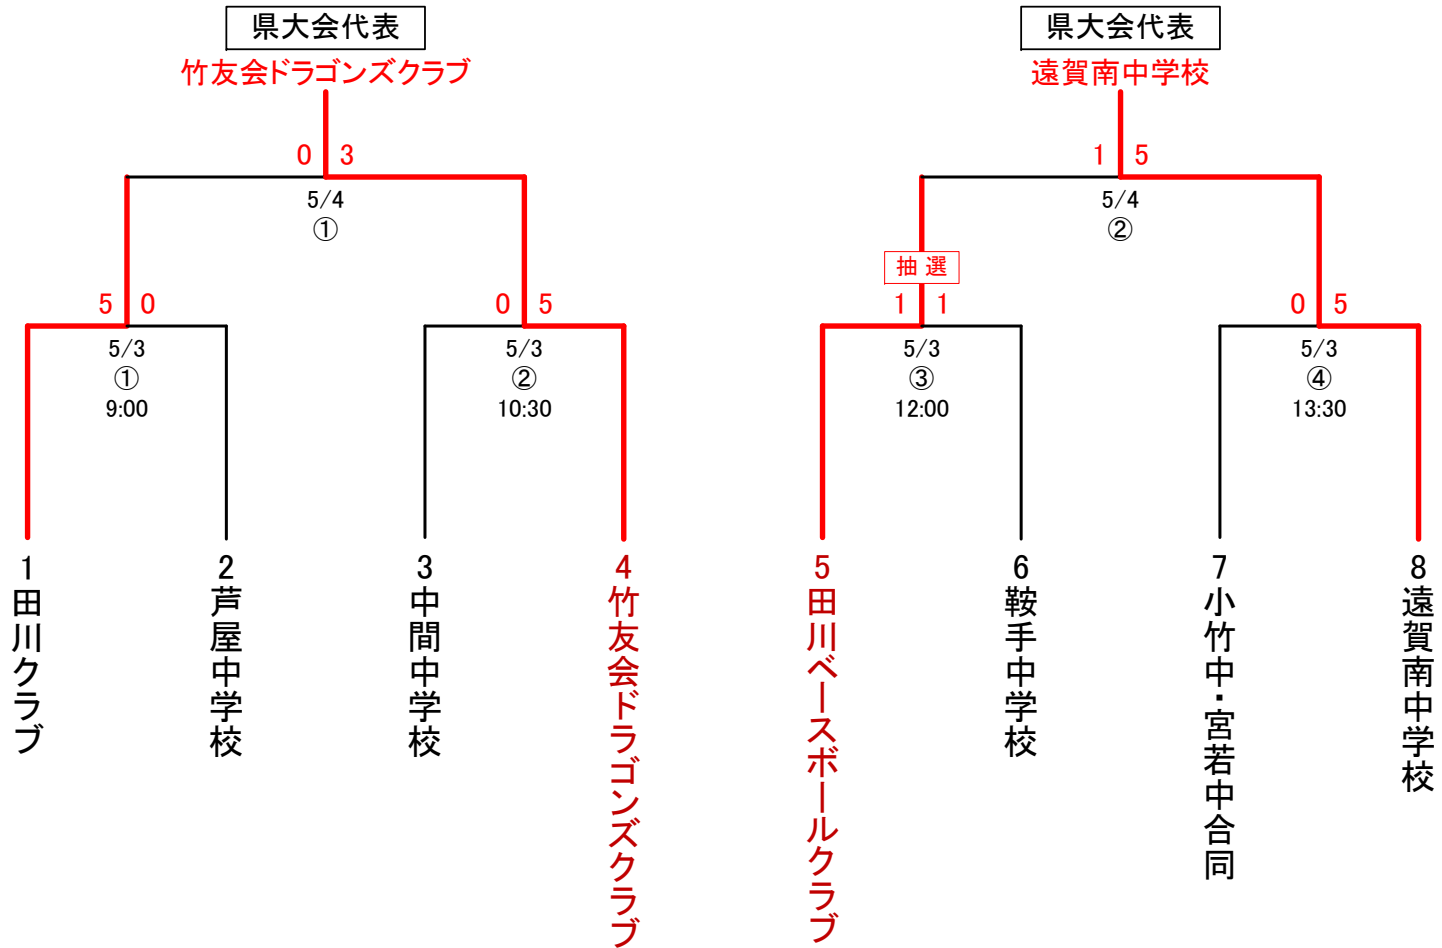 県大会代表
竹友会ドラゴンズクラブ
0 3
5/4
①
5 0
5/3
①
9:00
0 5
5/3
②
10:30
1
田川クラブ
2
芦屋中学校
3
中間中学校
4
竹友会ドラゴンズクラブ
県大会代表
遠賀南中学校
1 5
5/4
②
抽選
1 1
5/3
③
12:00
0 5
5/3
④
13:30
5
田川ベースボールクラブ
6
鞍手中学校
7
小竹中・宮若中合同
8
遠賀南中学校